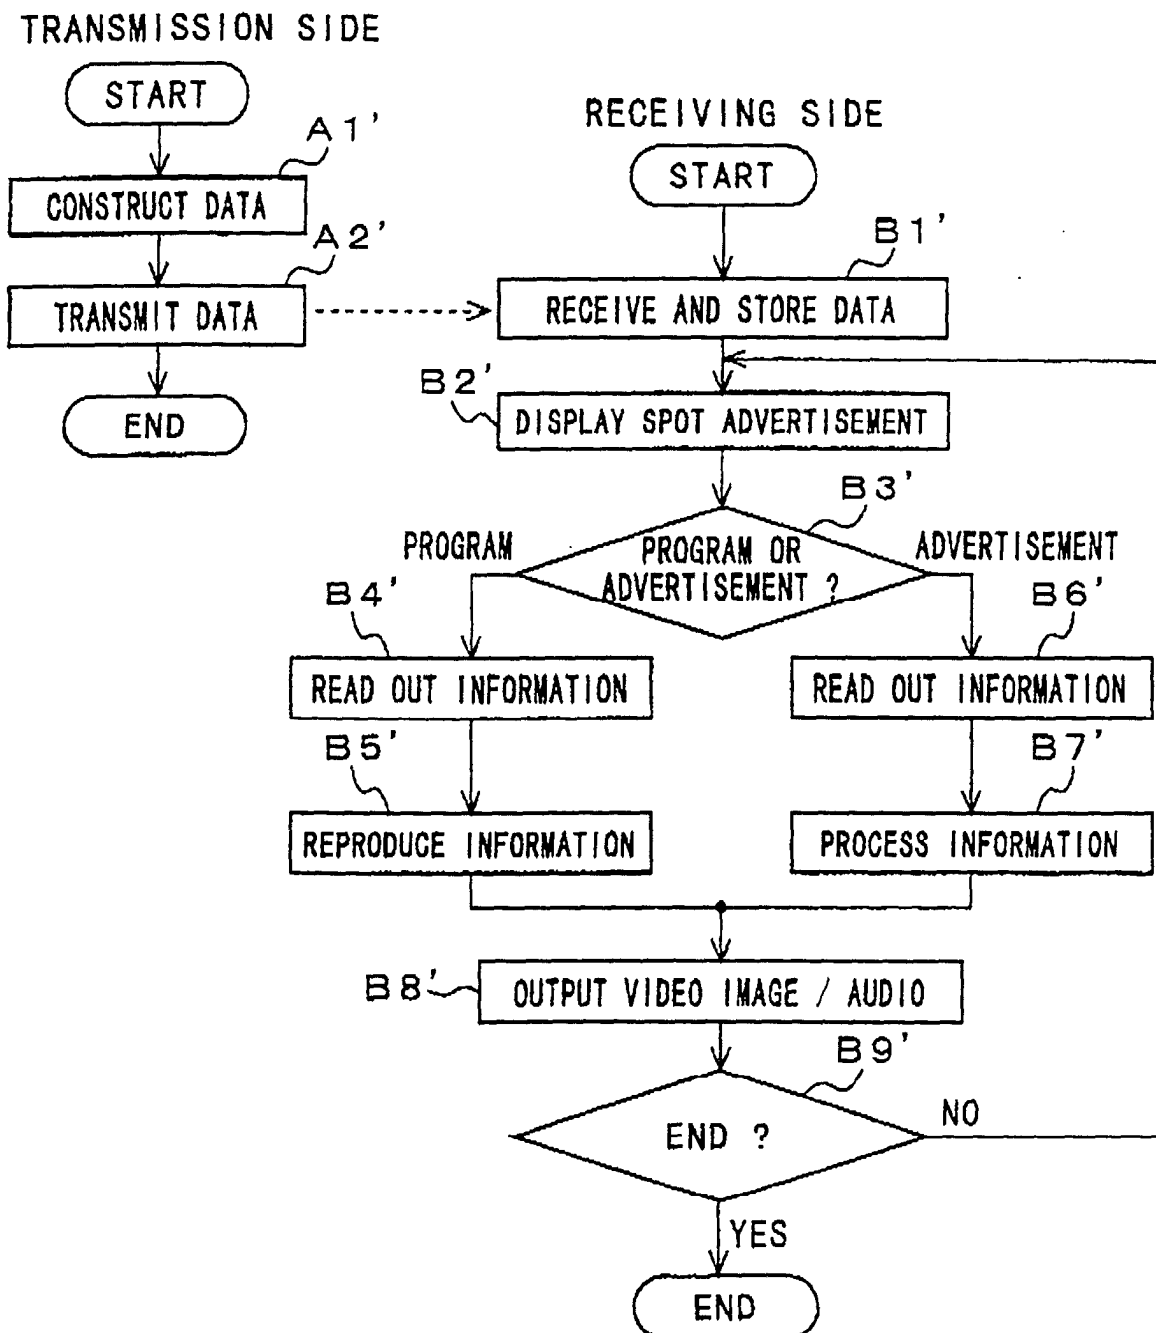 TRANSMISSION SIDE
START
A1'
CONSTRUCT DATA
A2'
TRANSMIT DATA
END
RECEIVING SIDE
START
B1'
RECEIVE AND STORE DATA
B2'
DISPLAY SPOT ADVERTISEMENT
B3'
PROGRAM
PROGRAM OR
ADVERTISEMENT ?
ADVERTISEMENT
B4'
READ OUT INFORMATION
B6'
READ OUT INFORMATION
B5'
REPRODUCE INFORMATION
B7'
PROCESS INFORMATION
B8'
OUTPUT VIDEO IMAGE / AUDIO
B9'
END ?
NO
YES
END